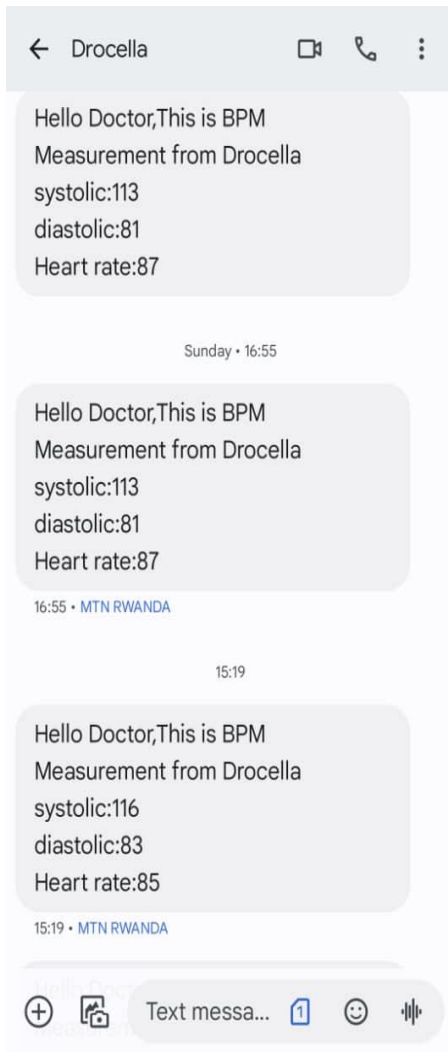 Drocella
Hello Doctor,This is BPM
Measurement from Drocella
systolic:113
diastolic:81
Heart rate:87
Sunday • 16:55
Hello Doctor,This is BPM
Measurement from Drocella
systolic:113
diastolic:81
Heart rate:87
16:55 • MTN RWANDA
15:19
Hello Doctor,This is BPM
Measurement from Drocella
systolic:116
diastolic:83
Heart rate:85
15:19 • MTN RWANDA
Text messa... 1